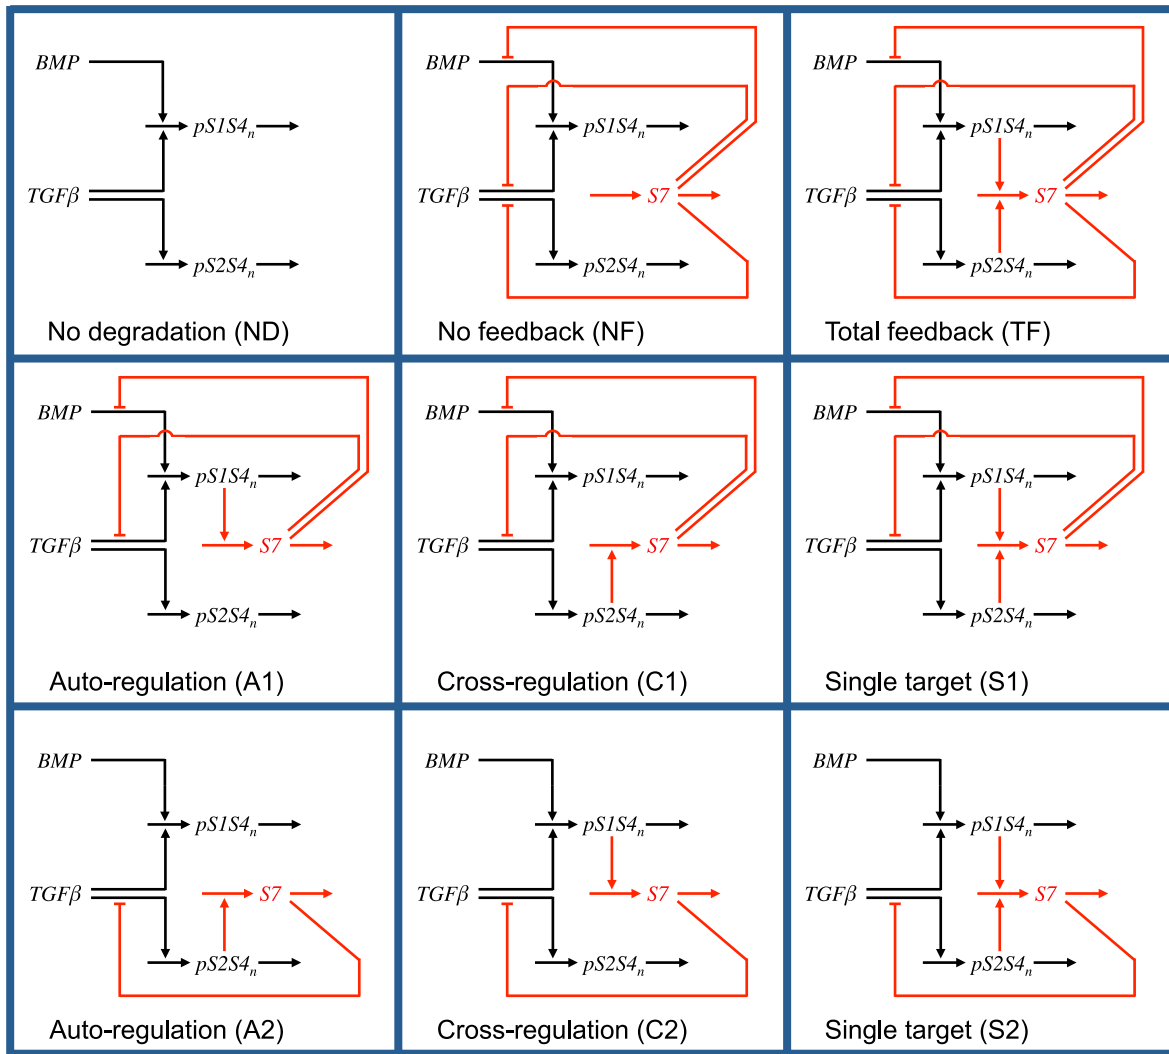 BMP
pS1S4n
TGFβ
pS2S4n
No degradation (ND)
BMP
pS1S4n
TGFβ
S7
pS2S4n
No feedback (NF)
BMP
pS1S4n
TGFβ
S7
pS2S4n
Total feedback (TF)
BMP
pS1S4n
TGFβ
S7
pS2S4n
Auto-regulation (A1)
BMP
pS1S4n
TGFβ
S7
pS2S4n
Cross-regulation (C1)
BMP
pS1S4n
TGFβ
S7
pS2S4n
Single target (S1)
BMP
pS1S4n
TGFβ
S7
pS2S4n
Auto-regulation (A2)
BMP
pS1S4n
TGFβ
S7
pS2S4n
Cross-regulation (C2)
BMP
pS1S4n
TGFβ
S7
pS2S4n
Single target (S2)